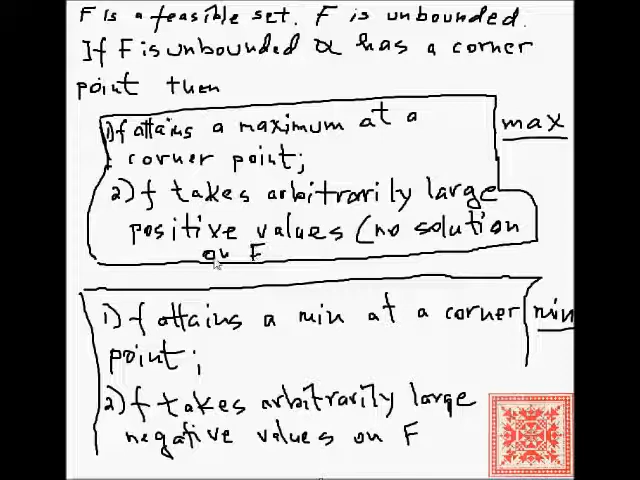 F is a feasible set. F is unbounded.
If F is unbounded & has a corner
point then
1) f attains a maximum at a
corner point;
max
2) f takes arbitrarily large
positive values (no solution
on F
1) f attains a min at a corner
min
point;
2) f takes arbitrarily large
negative values on F